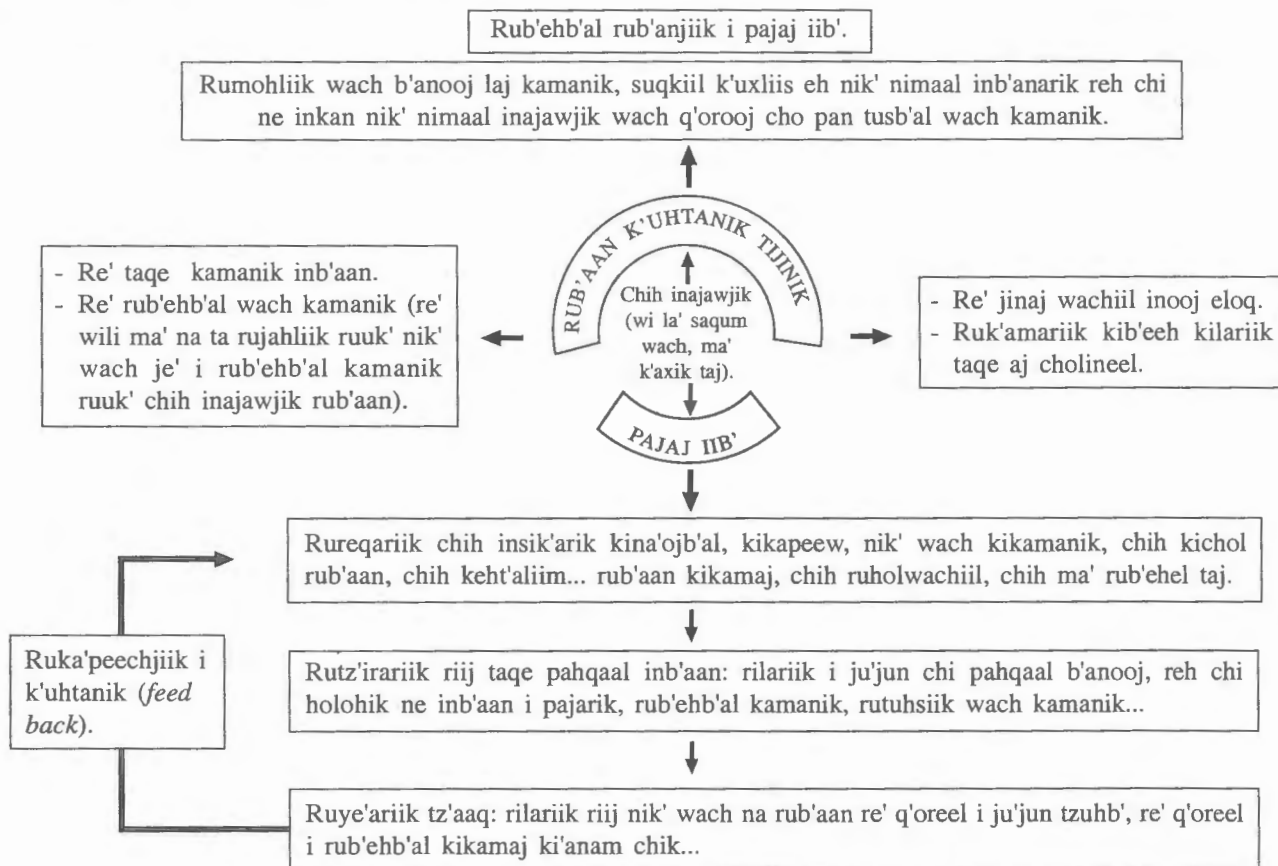 Rub'ehb'al rub'anjiik i pajaj iib'.
Rumohliik wach b'anooj laj kamanik, suqkiil k'uxliis eh nik' nimaal inb'anarik reh chi
ne inkan nik' nimaal inajawjik wach q'orooj cho pan tusb'al wach kamanik.
RUB'AAN K'UHTANIK TIJINIK
- Re' taqe kamanik inb'aan.
- Re' rub'ehb'al wach kamanik (re'
wili ma' na ta rujahliik ruuk' nik'
wach je' i rub'ehb'al kamanik
ruuk' chih inajawjik rub'aan).
Chih inajawjik
(wi la' saqum
wach, ma'
k'axik taj).
- Re' jinaj wachiil inooj eloq.
- Ruk'amariik kib'eeh kilariik
taqe aj cholineel.
PAJAJ IIB'
Rureqariik chih insik'arik kina'ojb'al, kikapeew, nik' wach kikamanik, chih kichol
rub'aan, chih keht'aliim... rub'aan kikamaj, chih ruholwachiil, chih ma' rub'ehel taj.
Ruka'peechjiik i
k'uhtanik (feed
back).
Rutz'irariik riij taqe pahqaal inb'aan: rilariik i ju'jun chi pahqaal b'anooj, reh chi
holohik ne inb'aan i pajarik, rub'ehb'al kamanik, rutuhsiik wach kamanik...
Ruye'ariik tz'aaq: rilariik riij nik' wach na rub'aan re' q'oreel i ju'jun tzuhb', re' q'oreel
i rub'ehb'al kikamaj ki'anam chik...